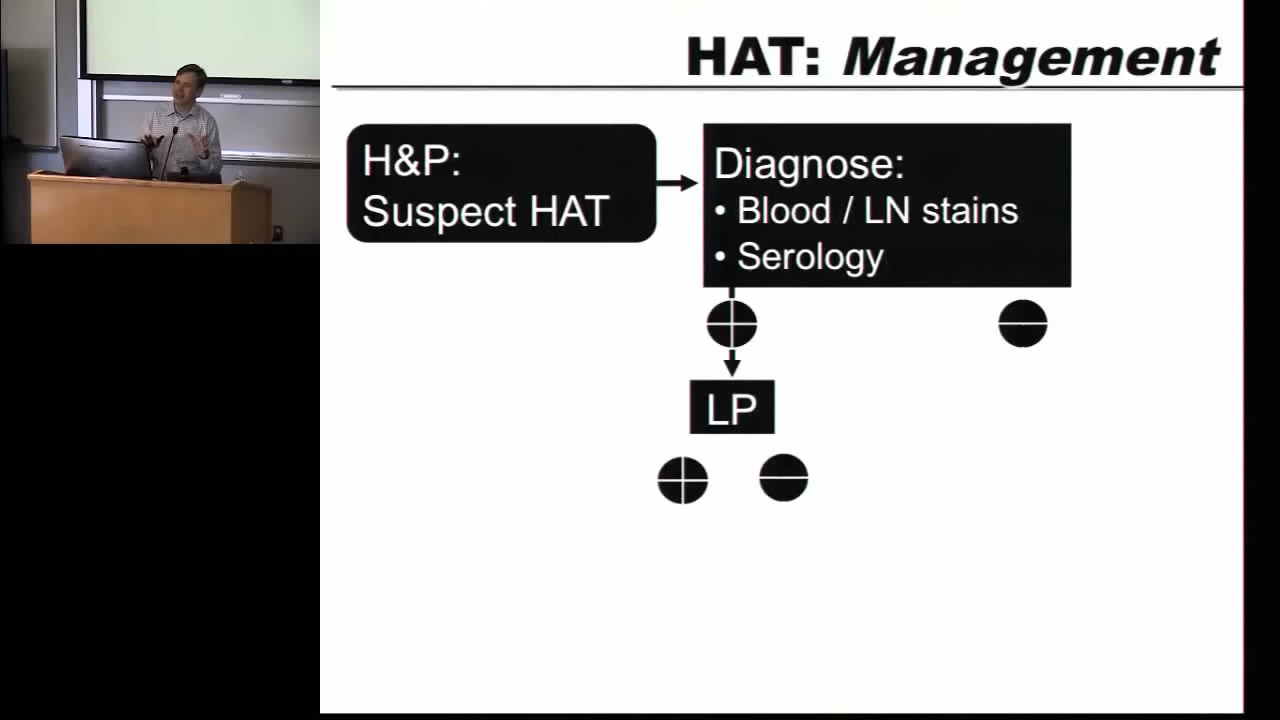 HAT: Management
H&P:
Suspect HAT
Diagnose:
• Blood / LN stains
• Serology
LP